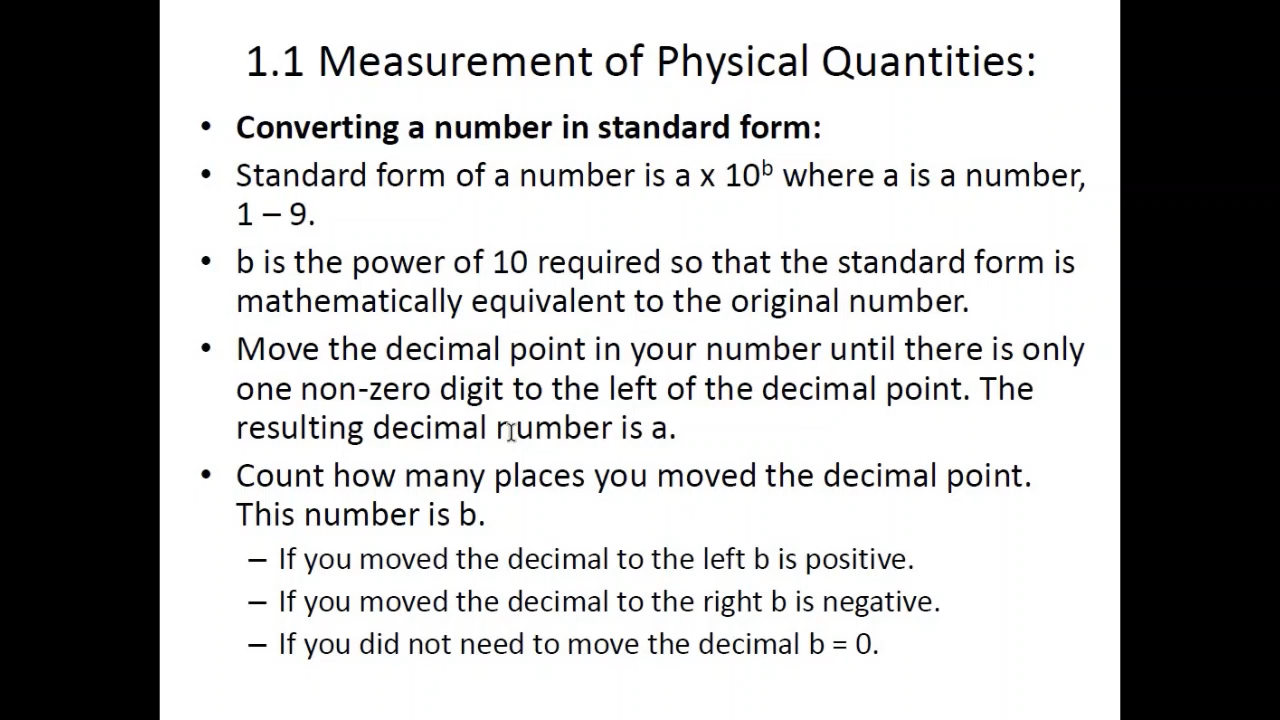 1.1 Measurement of Physical Quantities:
• Converting a number in standard form:
• Standard form of a number is a x 10ᵇ where a is a number,
1 – 9.
• b is the power of 10 required so that the standard form is
mathematically equivalent to the original number.
• Move the decimal point in your number until there is only
one non-zero digit to the left of the decimal point. The
resulting decimal number is a.
• Count how many places you moved the decimal point.
This number is b.
– If you moved the decimal to the left b is positive.
– If you moved the decimal to the right b is negative.
– If you did not need to move the decimal b = 0.